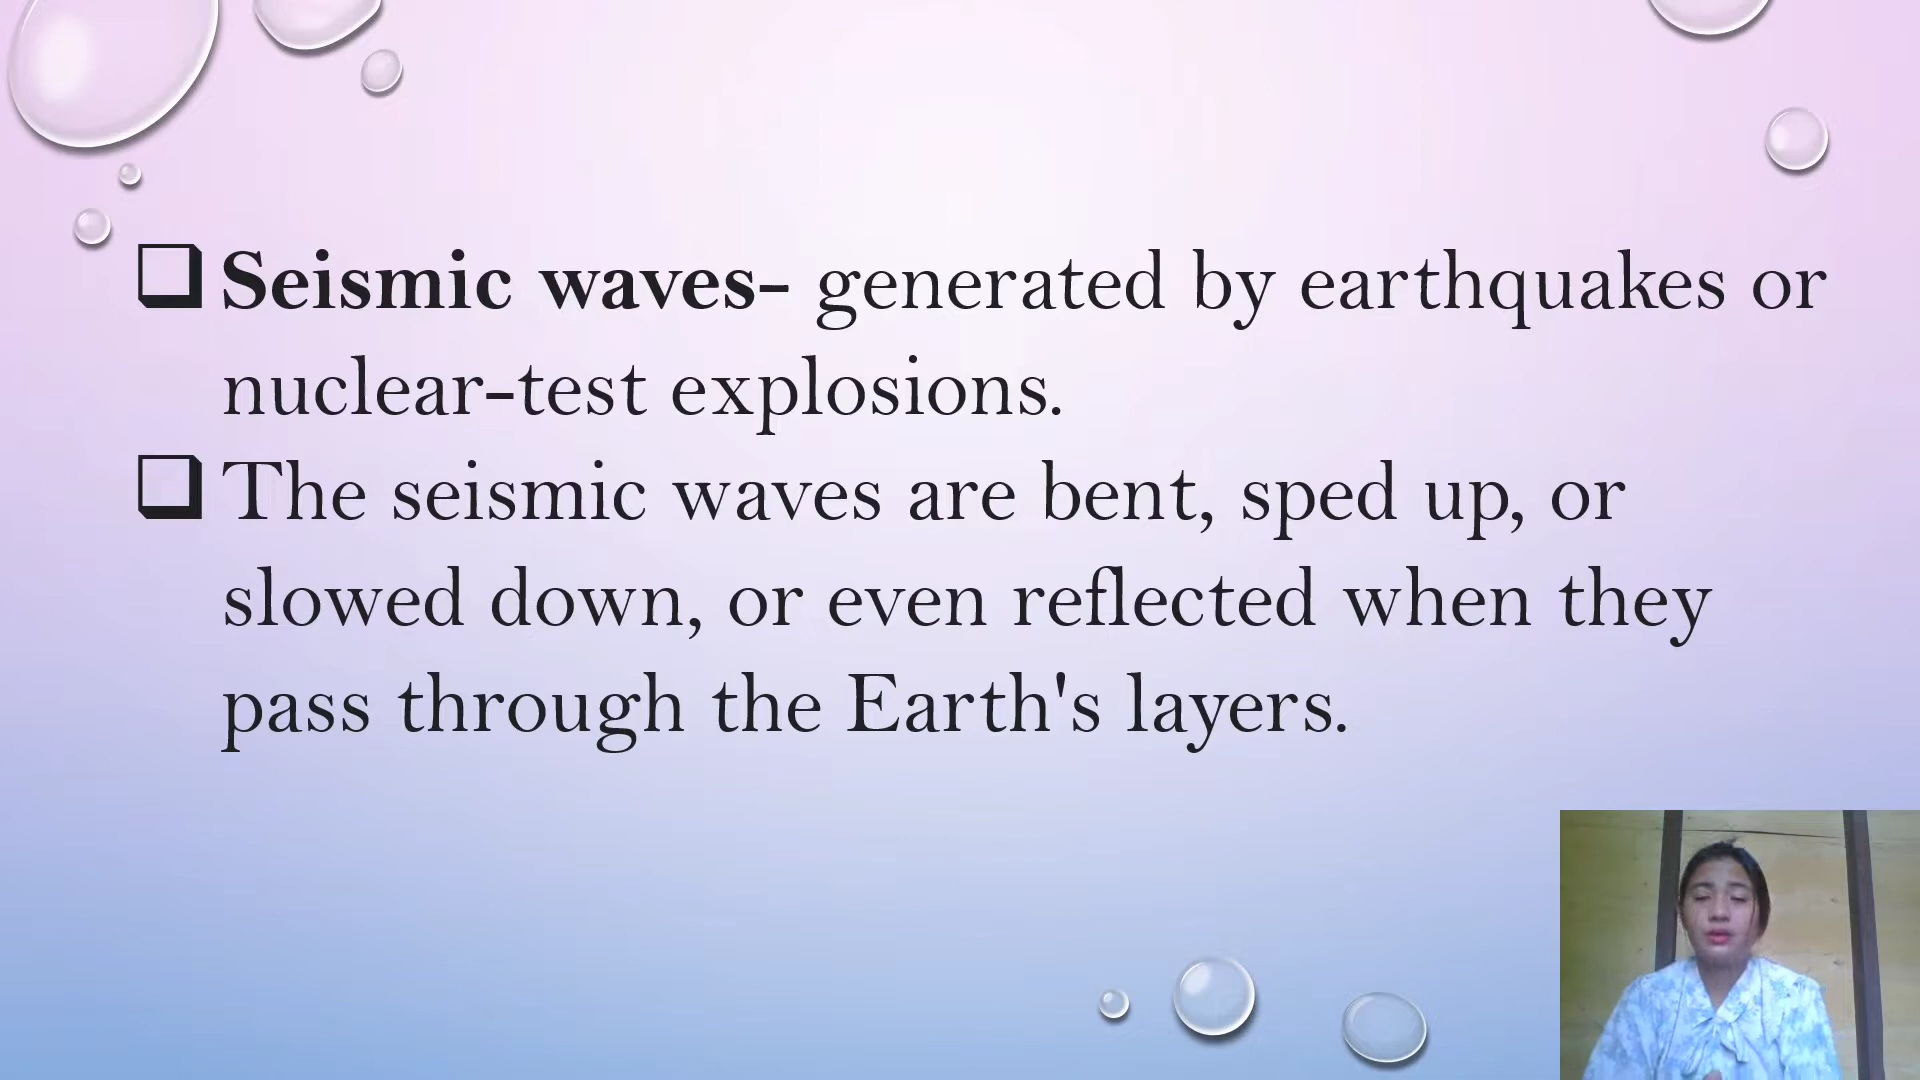 Seismic waves- generated by earthquakes or
nuclear-test explosions.
The seismic waves are bent, sped up, or
slowed down, or even reflected when they
pass through the Earth's layers.